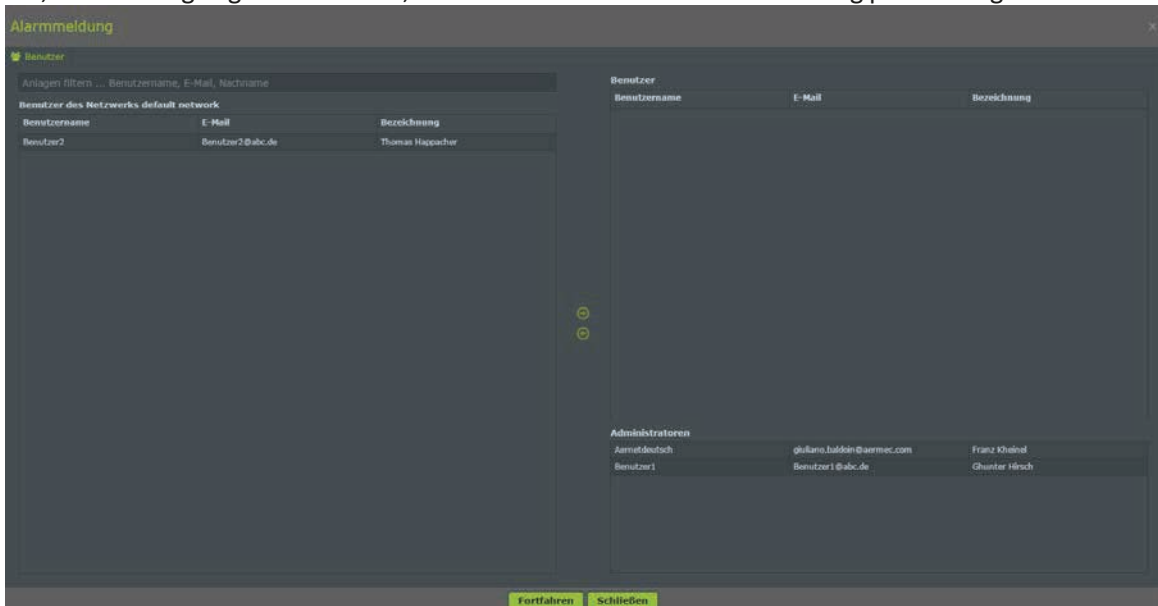 Alarmmeldung
Benutzer
Anlagen filtern ... Benutzername, E-Mail, Nachname
Benutzer des Netzwerks default network
Benutzername E-Mail Bezeichnung
Benutzer2 Benutzer2@abc.de Thomas Happacher
Benutzer
Benutzername E-Mail Bezeichnung
Administratoren
Aernetdeutsch giuliano.baldoin@aermec.com Franz Kheinel
Benutzer1 Benutzer1@abc.de Ghunter Hirsch
Fortfahren Schließen